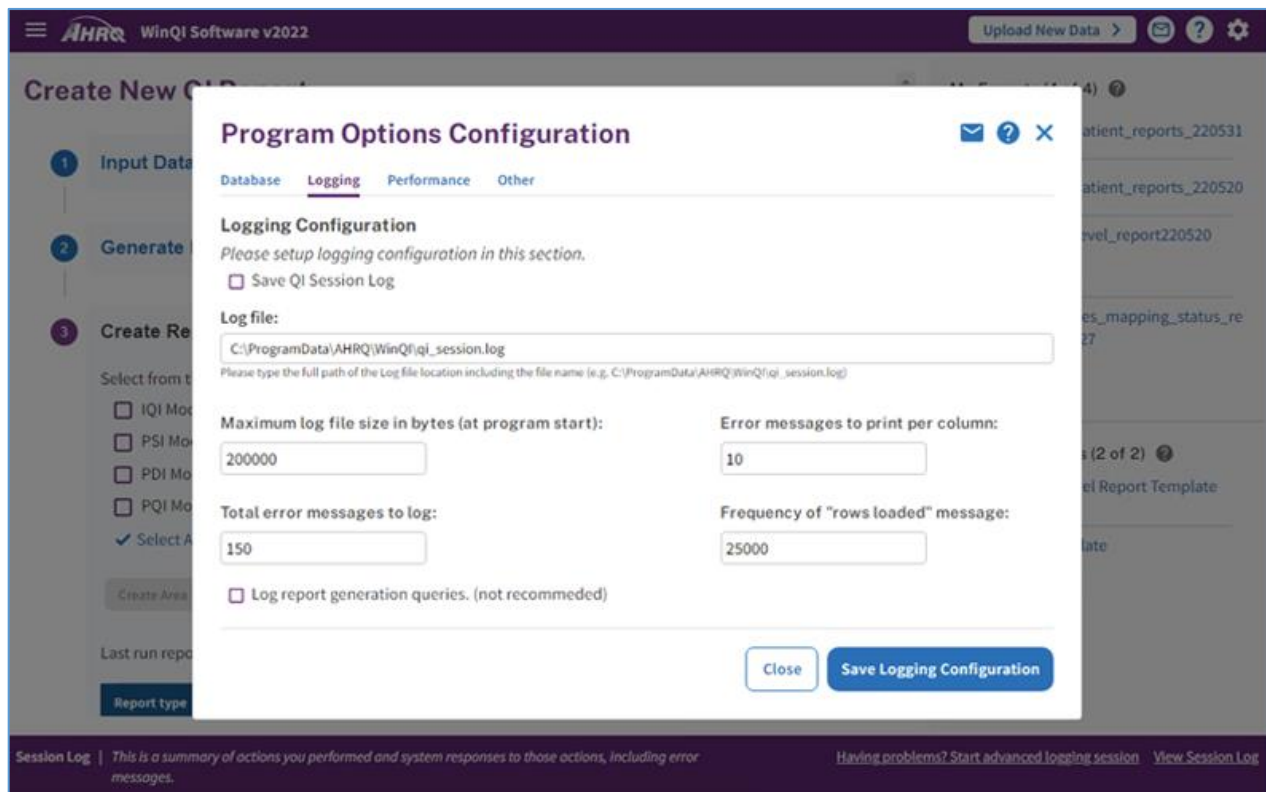 AHRQ WinQI Software v2022
Upload New Data >
Create New QI Report
4)
Program Options Configuration
Database Logging Performance Other
Logging Configuration
Please setup logging configuration in this section.
Save QI Session Log
Log file:
C:\ProgramData\AHRQ\WinQI\qi_session.log
Please type the full path of the Log file location including the file name (e.g. C:\ProgramData\AHRQ\WinQI\qi_session.log)
Maximum log file size in bytes (at program start):
Error messages to print per column:
200000
10
Total error messages to log:
Frequency of "rows loaded" message:
150
25000
Log report generation queries. (not recommeded)
Close
Save Logging Configuration
1 Input Data
2 Generate
3 Create Re
Select from t
IQI Mo
PSI Mo
PDI Mo
PQI Mo
Select A
Create Area
Last run repo
Report type
atient_reports_220531
atient_reports_220520
evel_report220520
es_mapping_status_re
27
(2 of 2)
el Report Template
late
Session Log | This is a summary of actions you performed and system responses to those actions, including error
messages.
Having problems? Start advanced logging session View Session Log